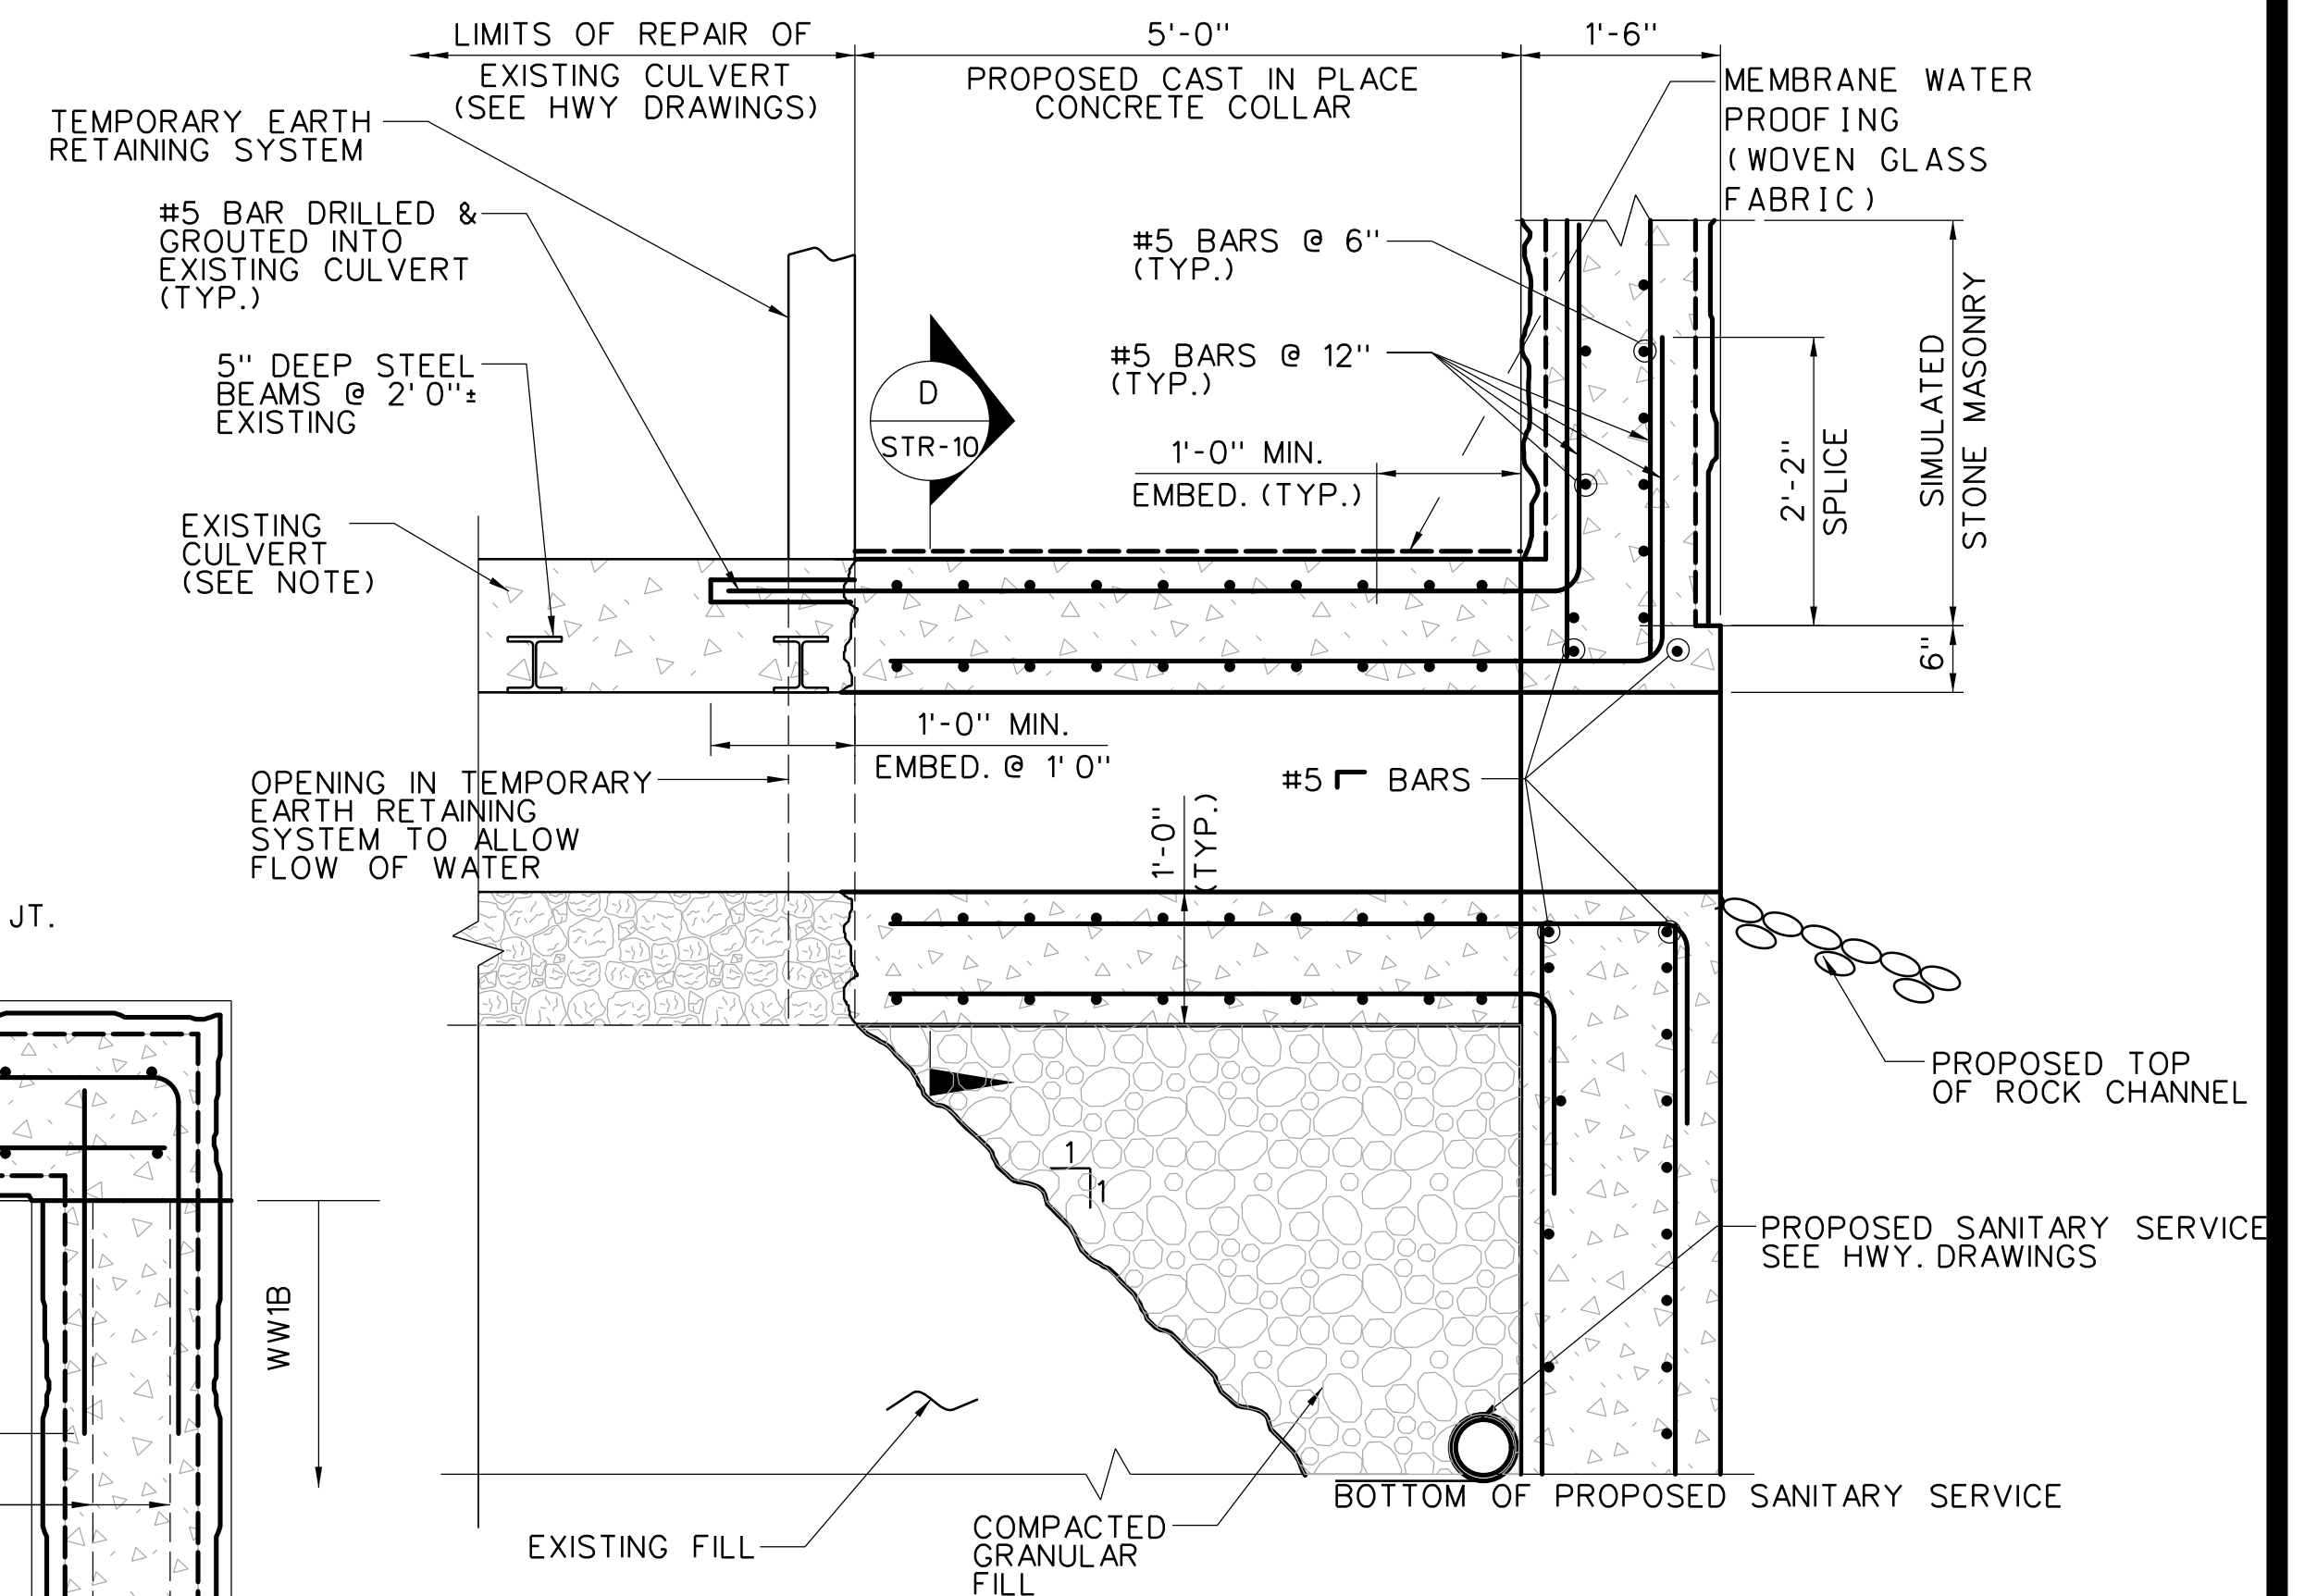 LIMITS OF REPAIR OF
EXISTING CULVERT
(SEE HWY DRAWINGS)
5'-0"
PROPOSED CAST IN PLACE
CONCRETE COLLAR
1'-6"
MEMBRANE WATER
PROOFING
(WOVEN GLASS
FABRIC)
TEMPORARY EARTH
RETAINING SYSTEM
#5 BAR DRILLED &
GROUTED INTO
EXISTING CULVERT
(TYP.)
5" DEEP STEEL
BEAMS @ 2'0"±
EXISTING
EXISTING
CULVERT
(SEE NOTE)
D
STR-10
#5 BARS @ 6"
(TYP.)
#5 BARS @ 12"
(TYP.)
1'-0" MIN.
EMBED. (TYP.)
2'-2"
SPLICE
SIMULATED
STONE MASONRY
6"
1'-0" MIN.
EMBED. @ 1'0"
OPENING IN TEMPORARY
EARTH RETAINING
SYSTEM TO ALLOW
FLOW OF WATER
#5 BARS
1'-0"
(TYP.)
JT.
PROPOSED TOP
OF ROCK CHANNEL
1
1
WW1B
PROPOSED SANITARY SERVICE
SEE HWY. DRAWINGS
BOTTOM OF PROPOSED SANITARY SERVICE
EXISTING FILL
COMPACTED
GRANULAR
FILL